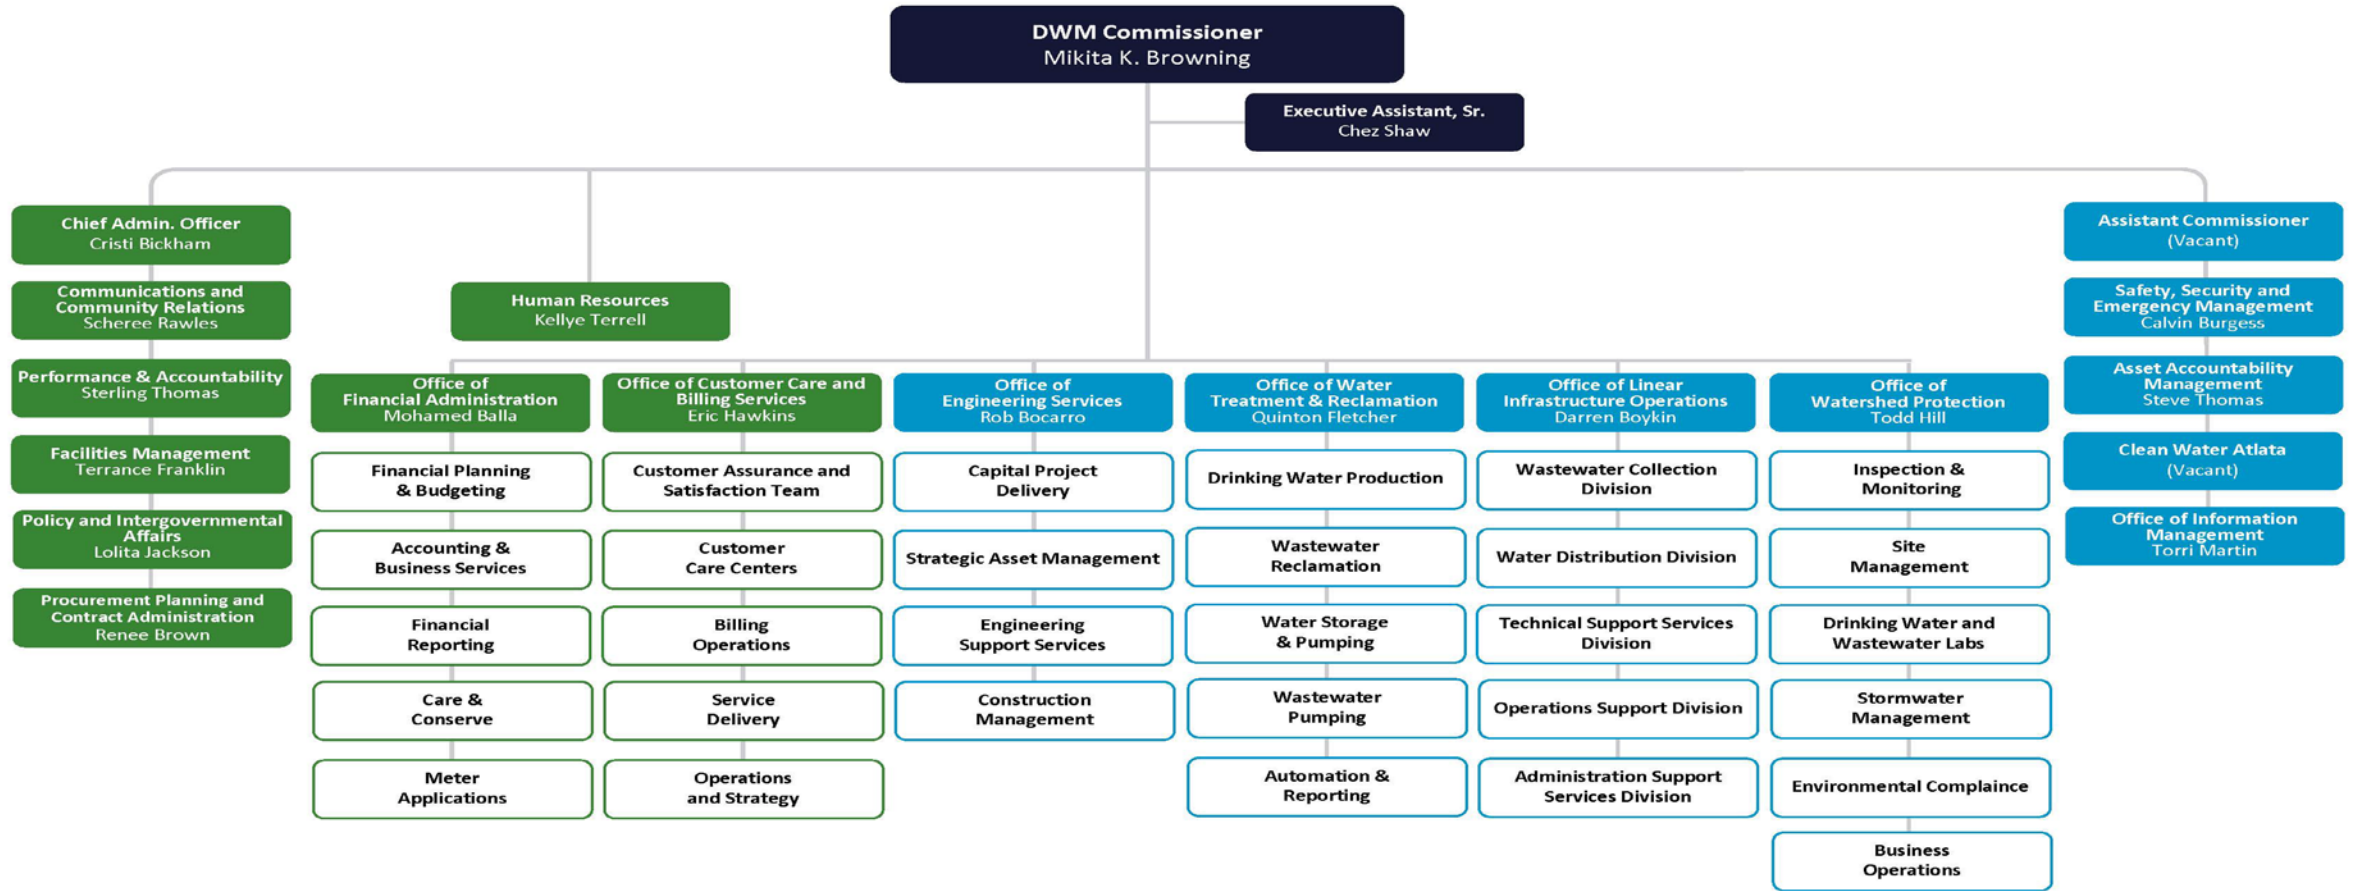 DWM Commissioner
Mikita K. Browning
Executive Assistant, Sr.
Chez Shaw
Chief Admin. Officer
Cristi Bickham
Communications and
Community Relations
Scheree Rawles
Performance & Accountability
Sterling Thomas
Facilities Management
Terrance Franklin
Policy and Intergovernmental
Affairs
Lolita Jackson
Procurement Planning and
Contract Administration
Renee Brown
Human Resources
Kellye Terrell
Office of
Financial Administration
Mohamed Balla
Financial Planning
& Budgeting
Accounting &
Business Services
Financial
Reporting
Care &
Conserve
Meter
Applications
Office of Customer Care and
Billing Services
Eric Hawkins
Customer Assurance and
Satisfaction Team
Customer
Care Centers
Billing
Operations
Service
Delivery
Operations
and Strategy
Office of
Engineering Services
Rob Bocarro
Capital Project
Delivery
Strategic Asset Management
Engineering
Support Services
Construction
Management
Office of Water
Treatment & Reclamation
Quinton Fletcher
Drinking Water Production
Wastewater
Reclamation
Water Storage
& Pumping
Wastewater
Pumping
Automation &
Reporting
Office of Linear
Infrastructure Operations
Darren Boykin
Wastewater Collection
Division
Water Distribution Division
Technical Support Services
Division
Operations Support Division
Administration Support
Services Division
Office of
Watershed Protection
Todd Hill
Inspection &
Monitoring
Site
Management
Drinking Water and
Wastewater Labs
Stormwater
Management
Environmental Complaince
Business
Operations
Assistant Commissioner
(Vacant)
Safety, Security and
Emergency Management
Calvin Burgess
Asset Accountability
Management
Steve Thomas
Clean Water Atlata
(Vacant)
Office of Information
Management
Torri Martin